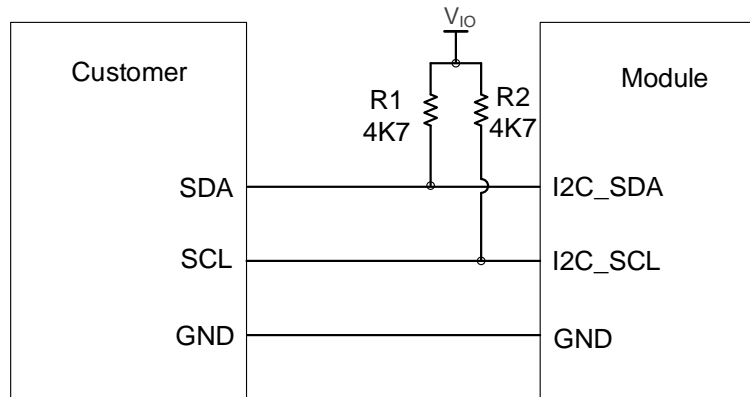 V_IO
Customer
Module
R1
4K7
R2
4K7
SDA
I2C_SDA
SCL
I2C_SCL
GND
GND